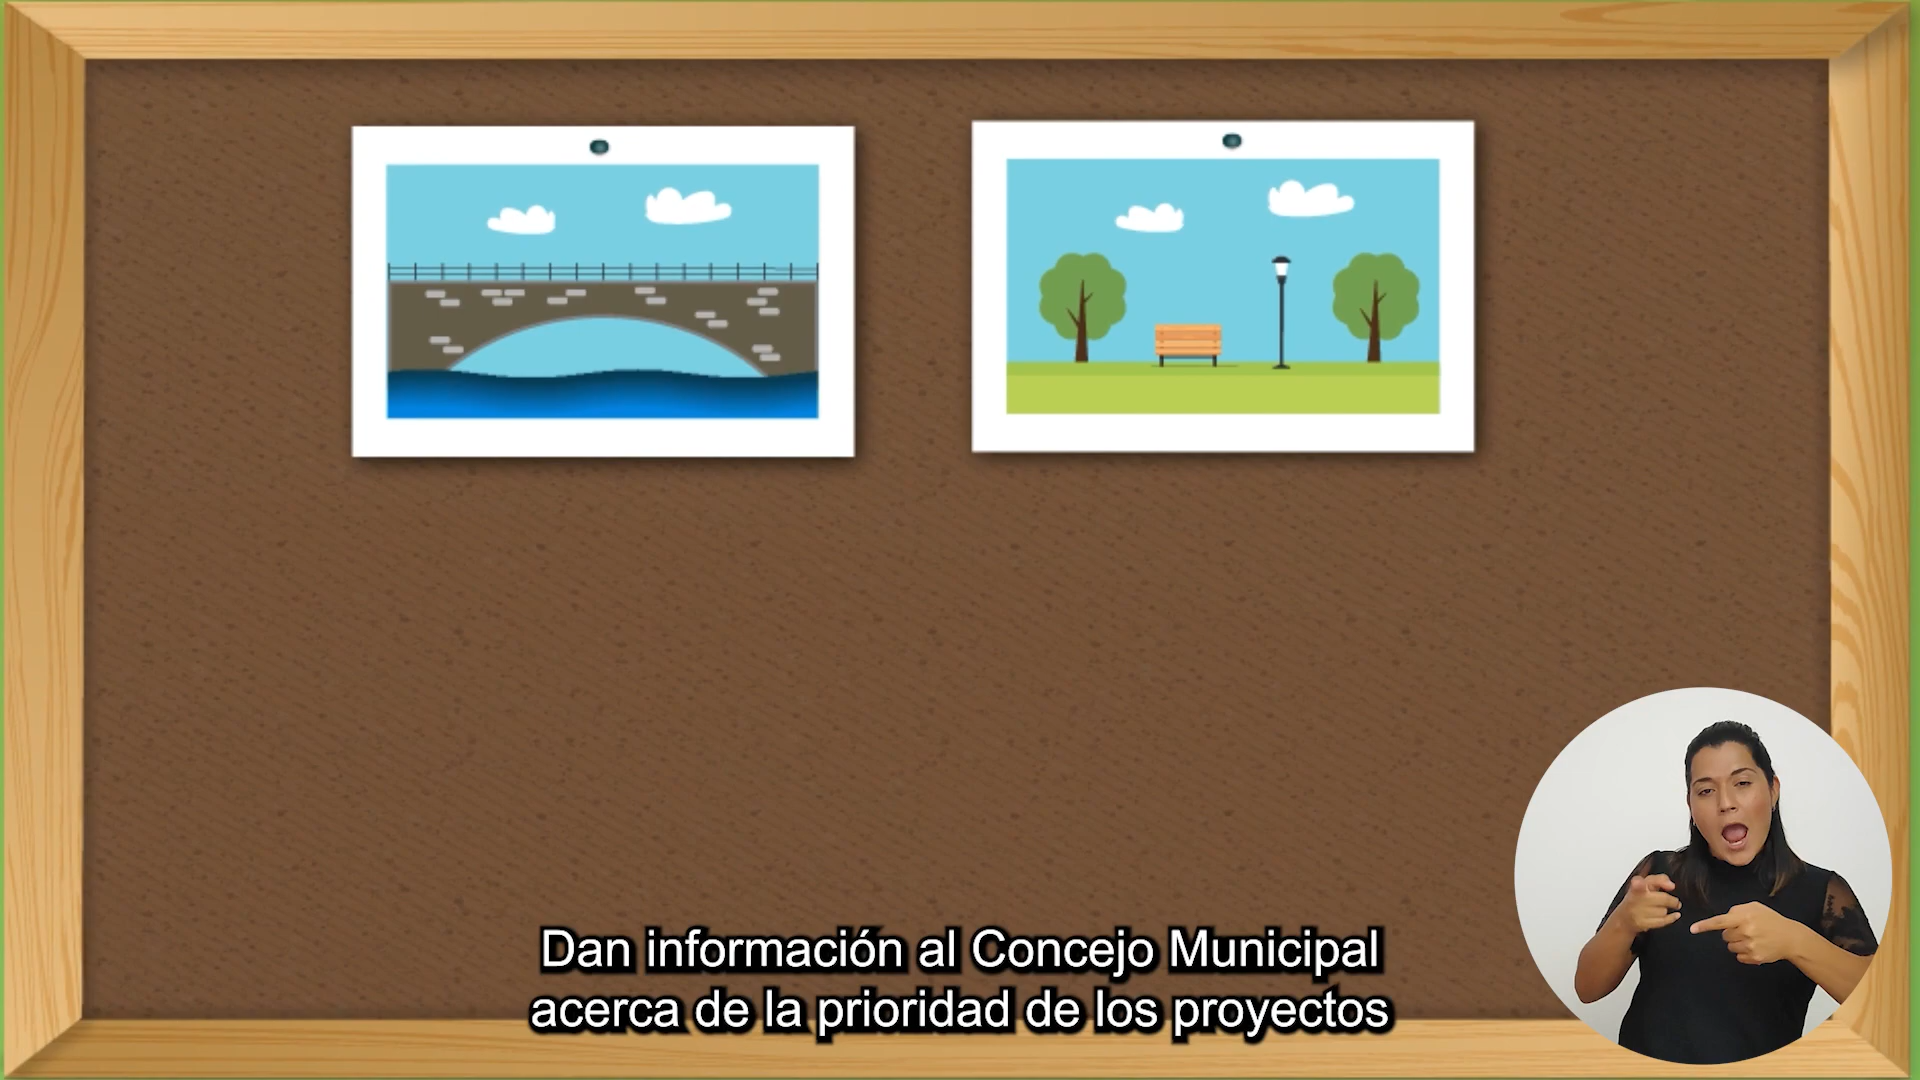 Dan información al Concejo Municipal
acerca de la prioridad de los proyectos